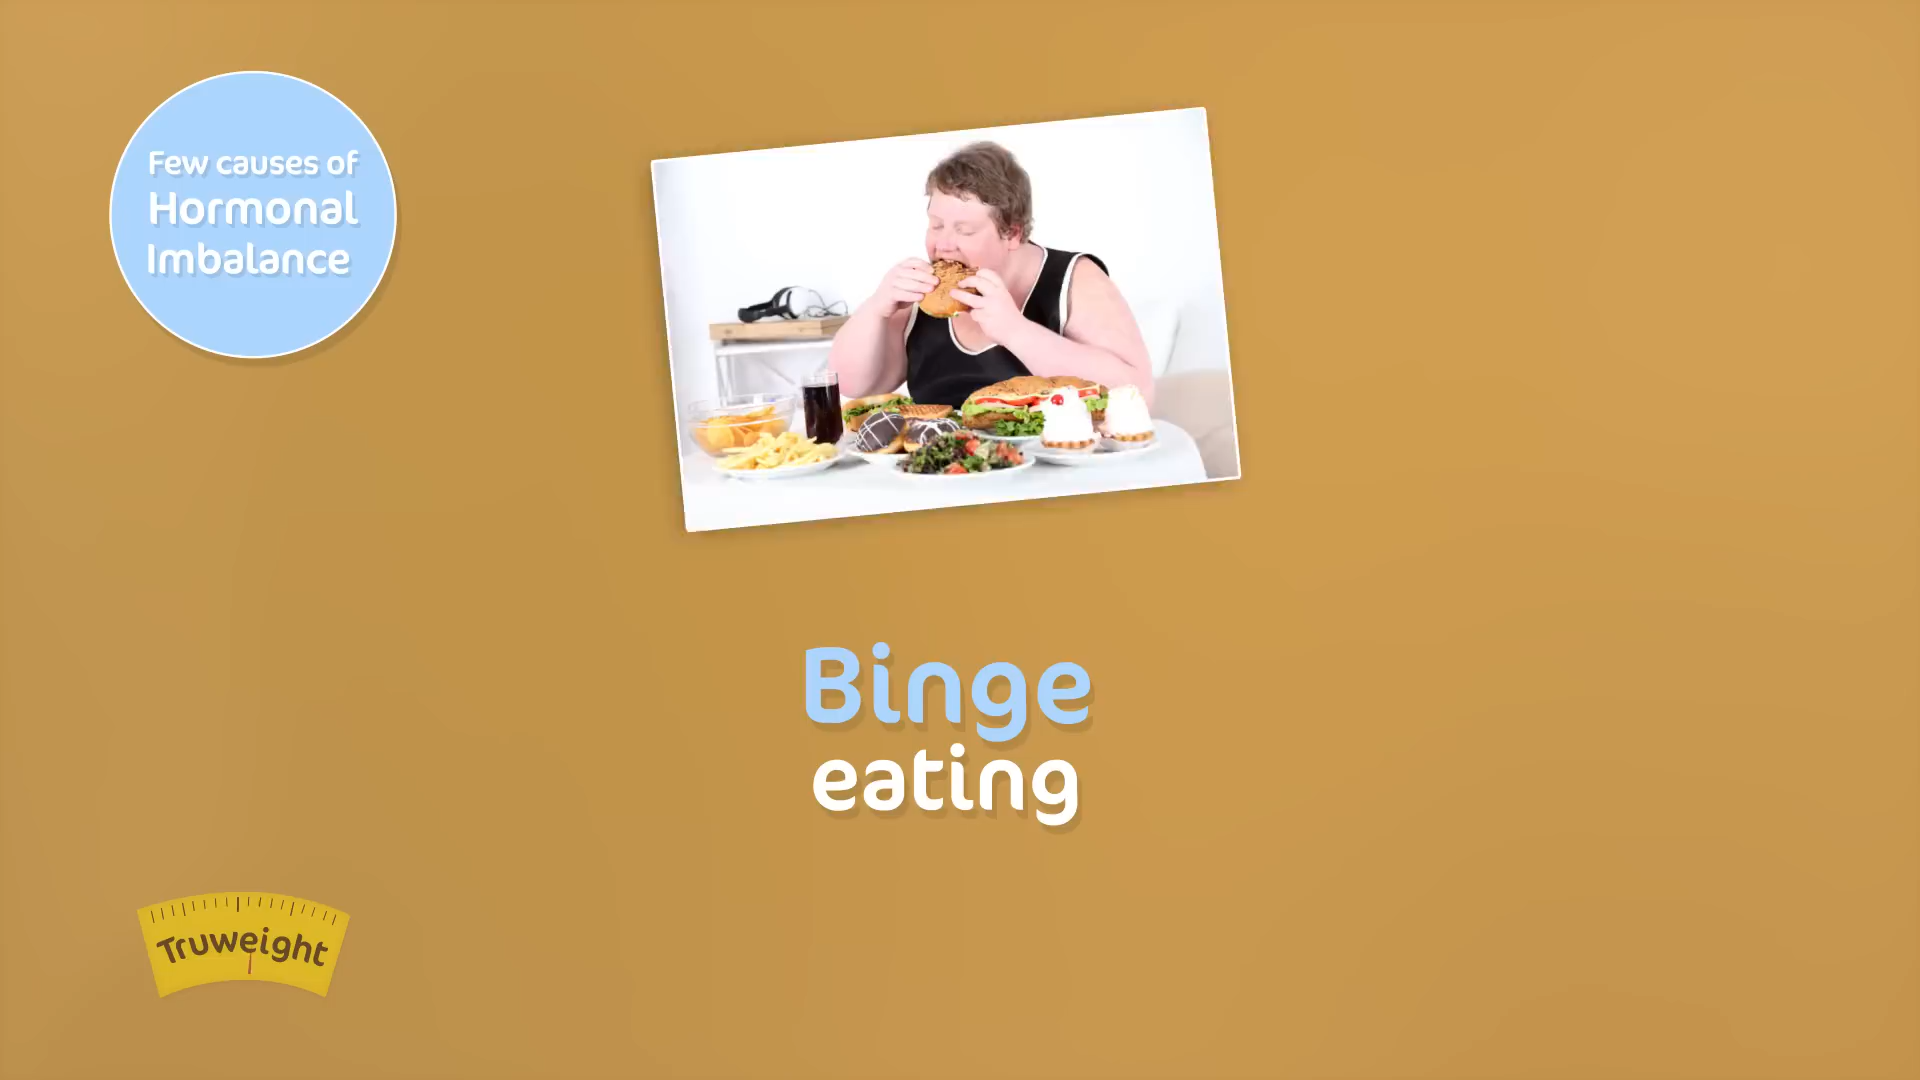 Few causes of
Hormonal
Imbalance
Binge
eating
Truweight